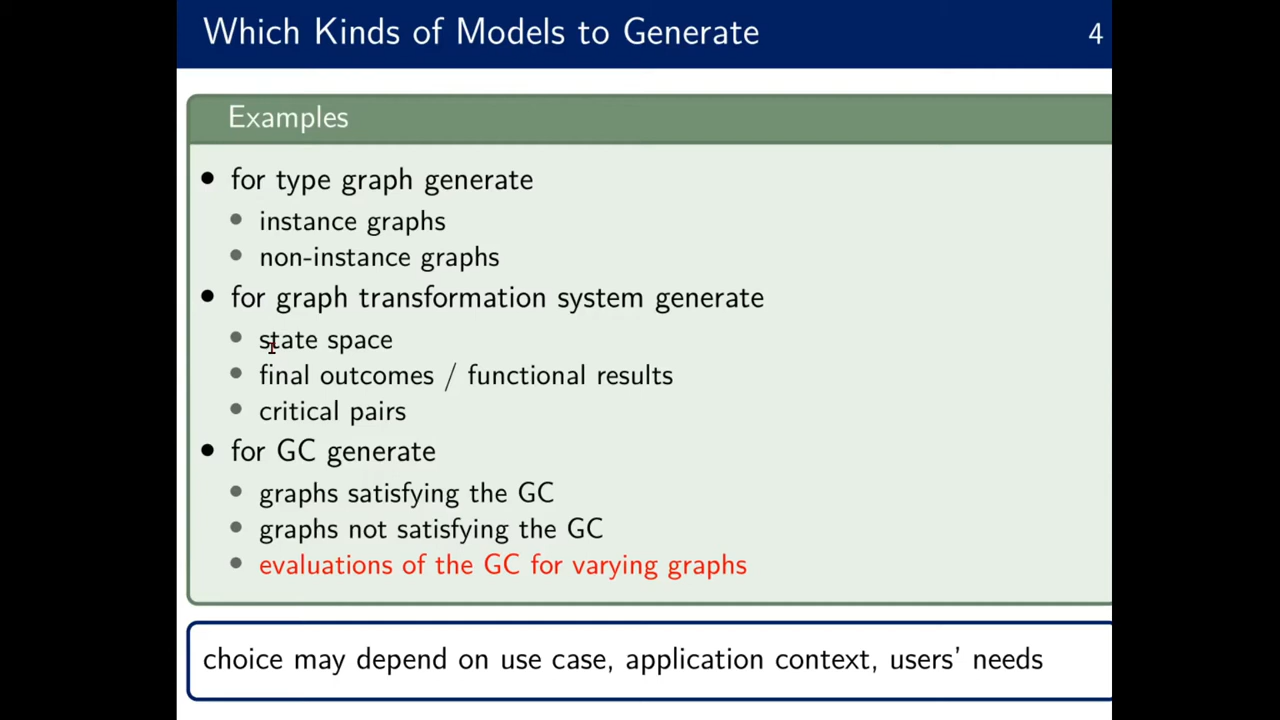 Which Kinds of Models to Generate 4
Examples
• for type graph generate
• instance graphs
• non-instance graphs
• for graph transformation system generate
• state space
• final outcomes / functional results
• critical pairs
• for GC generate
• graphs satisfying the GC
• graphs not satisfying the GC
• evaluations of the GC for varying graphs
choice may depend on use case, application context, users' needs